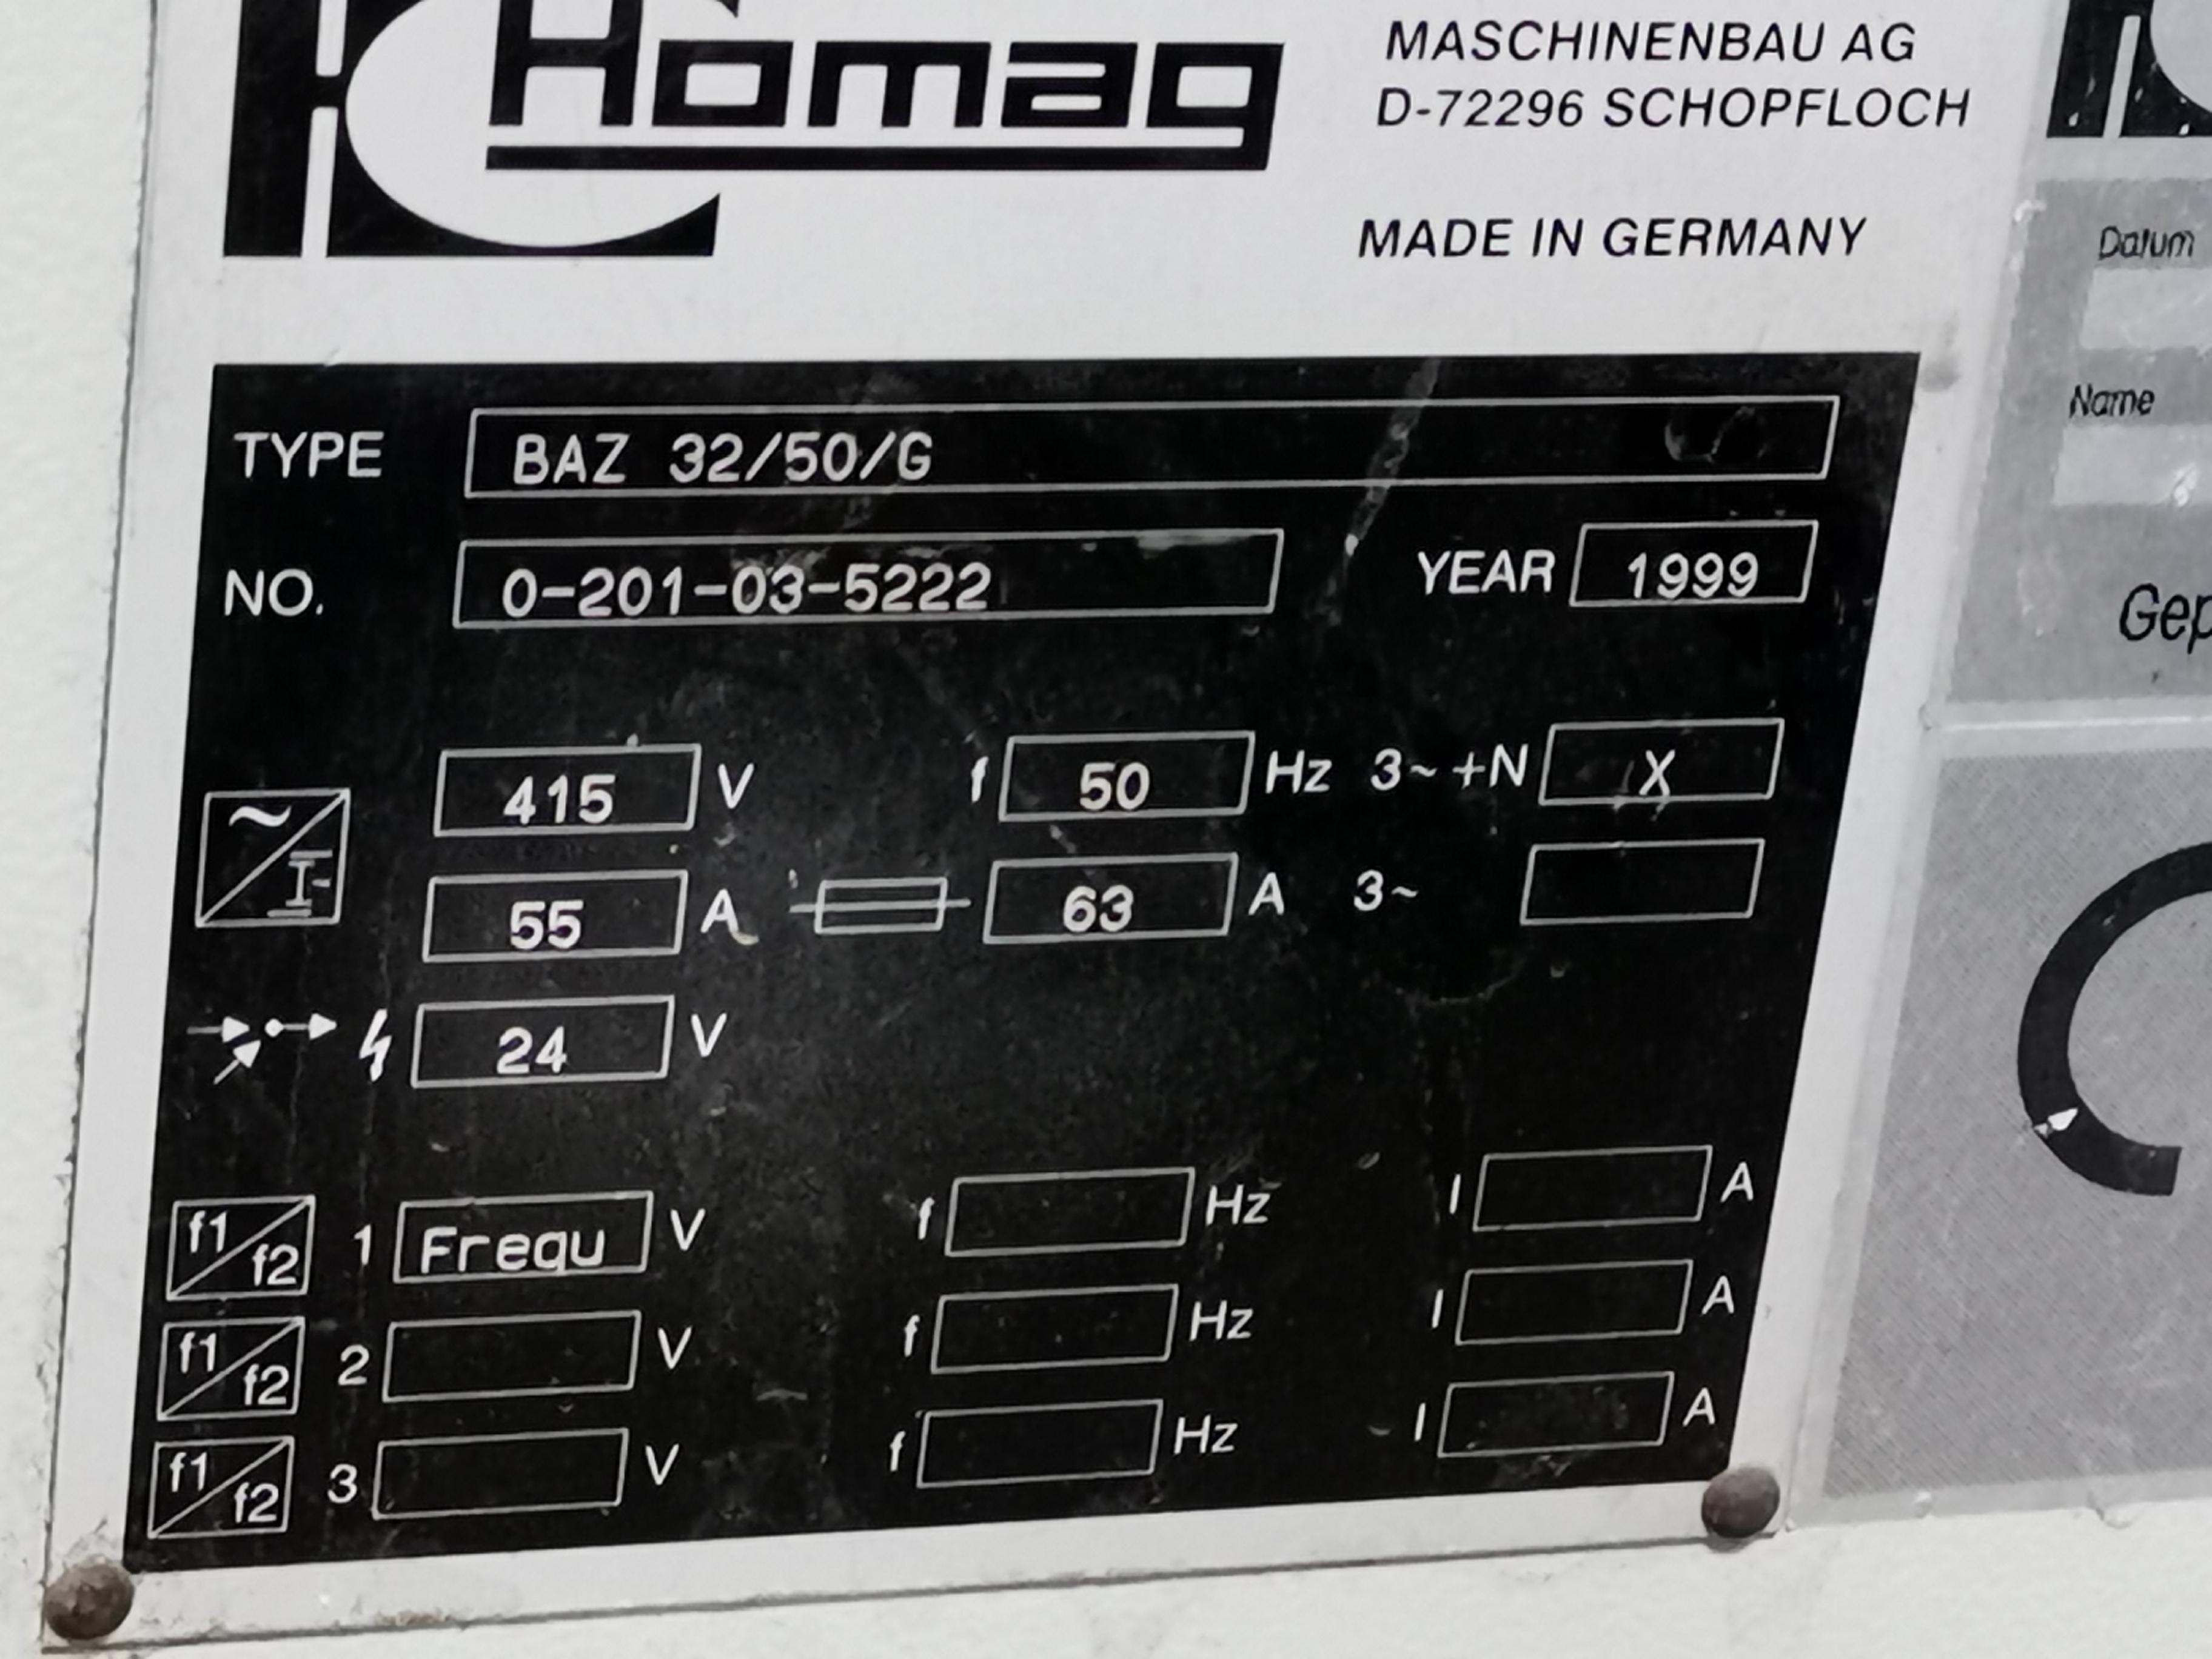 Homag
MASCHINENBAU AG
D-72296 SCHOPFLOCH
MADE IN GERMANY
TYPE BAZ 32/50/G
NO. 0-201-03-5222 YEAR 1999
415 V f 50 Hz 3~+N X
55 A 63 A 3~
24 V
f1/f2 1 Frequ V f Hz I A
f1/f2 2 V f Hz I A
f1/f2 3 V f Hz I A
Datum
Name